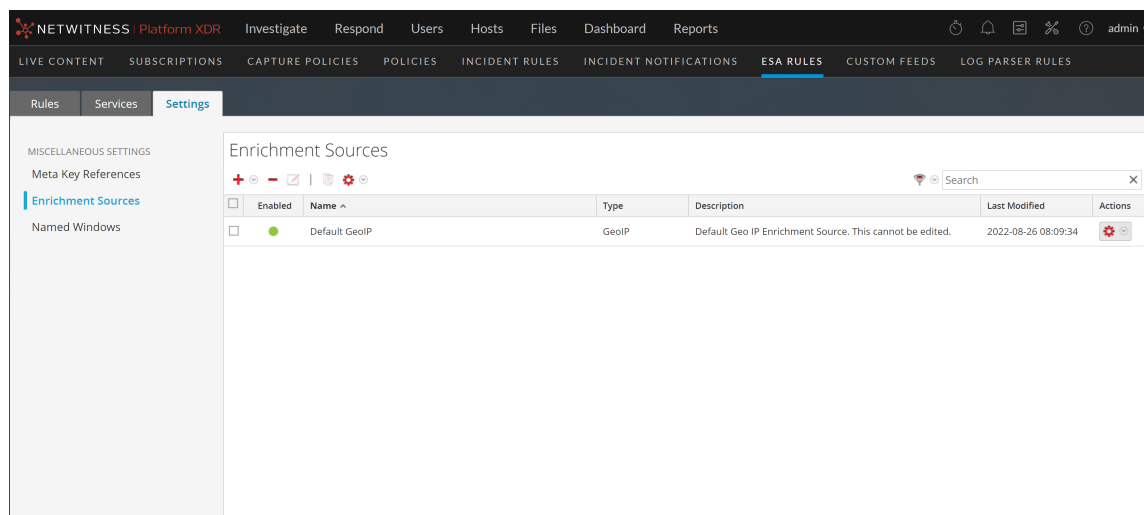 NETWITNESS Platform XDR Investigate Respond Users Hosts Files Dashboard Reports admin
LIVE CONTENT SUBSCRIPTIONS CAPTURE POLICIES POLICIES INCIDENT RULES INCIDENT NOTIFICATIONS ESA RULES CUSTOM FEEDS LOG PARSER RULES
Rules Services Settings
MISCELLANEOUS SETTINGS
Meta Key References
Enrichment Sources
Named Windows
Enrichment Sources
Search
Enabled Name Type Description Last Modified Actions
Default GeoIP GeoIP Default Geo IP Enrichment Source. This cannot be edited. 2022-08-26 08:09:34